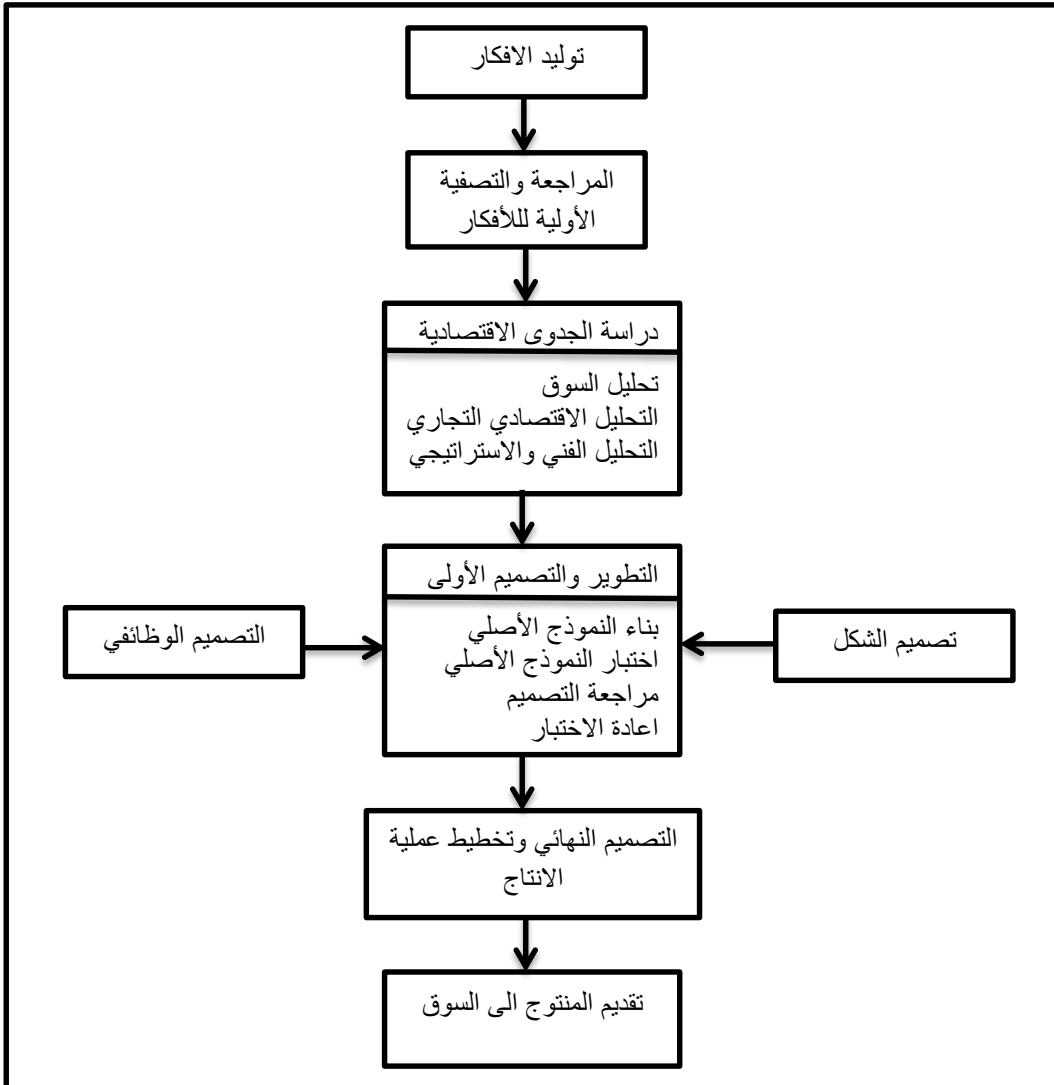 توليد الافكار
المراجعة والتصفية
الأولية لللأفكار
دراسة الجدوى الاقتصادية
تحليل السوق
التحليل الاقتصادي التجاري
التحليل الفني والاستراتيجي
التطوير والتصميم الأولى
بناء النموذج الأصلي
اختبار النموذج الأصلي
مراجعة التصميم
اعادة الاختبار
تصميم الشكل
التصميم الوظائفي
التصميم النهائي وتخطيط عملية
الانتاج
تقديم المنتوج الى السوق